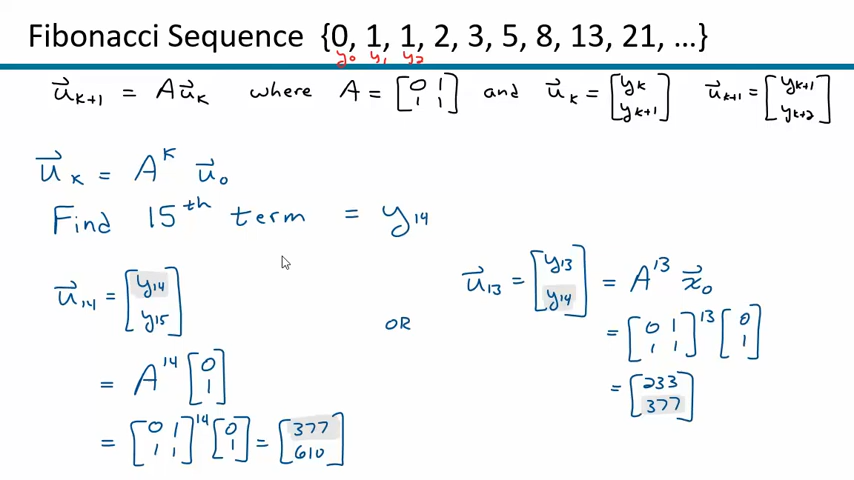 Fibonacci Sequence {0, 1, 1, 2, 3, 5, 8, 13, 21, …}
y₀ y₁ y₂
u⃗ₖ₊₁ = Au⃗ₖ where A = [0 1; 1 1] and u⃗ₖ = [yₖ; yₖ₊₁] u⃗ₖ₊₁ = [yₖ₊₁; yₖ₊₂]
u⃗ₖ = Aᵏ u⃗₀
Find 15ᵗʰ term = y₁₄
u⃗₁₄ = [y₁₄; y₁₅]
= A¹⁴ [0; 1]
= [0 1; 1 1]¹⁴ [0; 1] = [377; 610]
OR
u⃗₁₃ = [y₁₃; y₁₄] = A¹³ x⃗₀
= [0 1; 1 1]¹³ [0; 1]
= [233; 377]